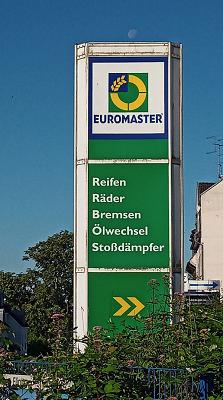 EUROMASTER
Reifen
Räder
Bremsen
Ölwechsel
Stoßdämpfer